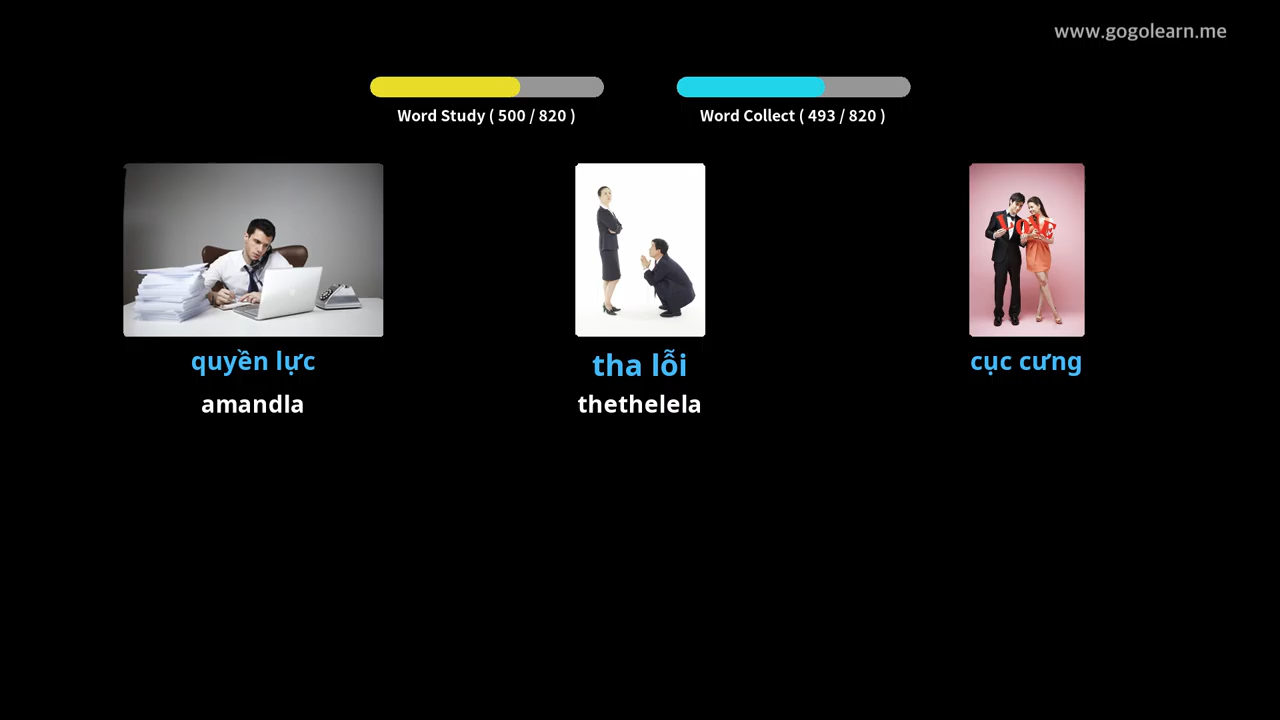 www.gogolearn.me
Word Study ( 500 / 820 )
Word Collect ( 493 / 820 )
LOVE
quyền lực
tha lỗi
cục cưng
amandla
thethelela